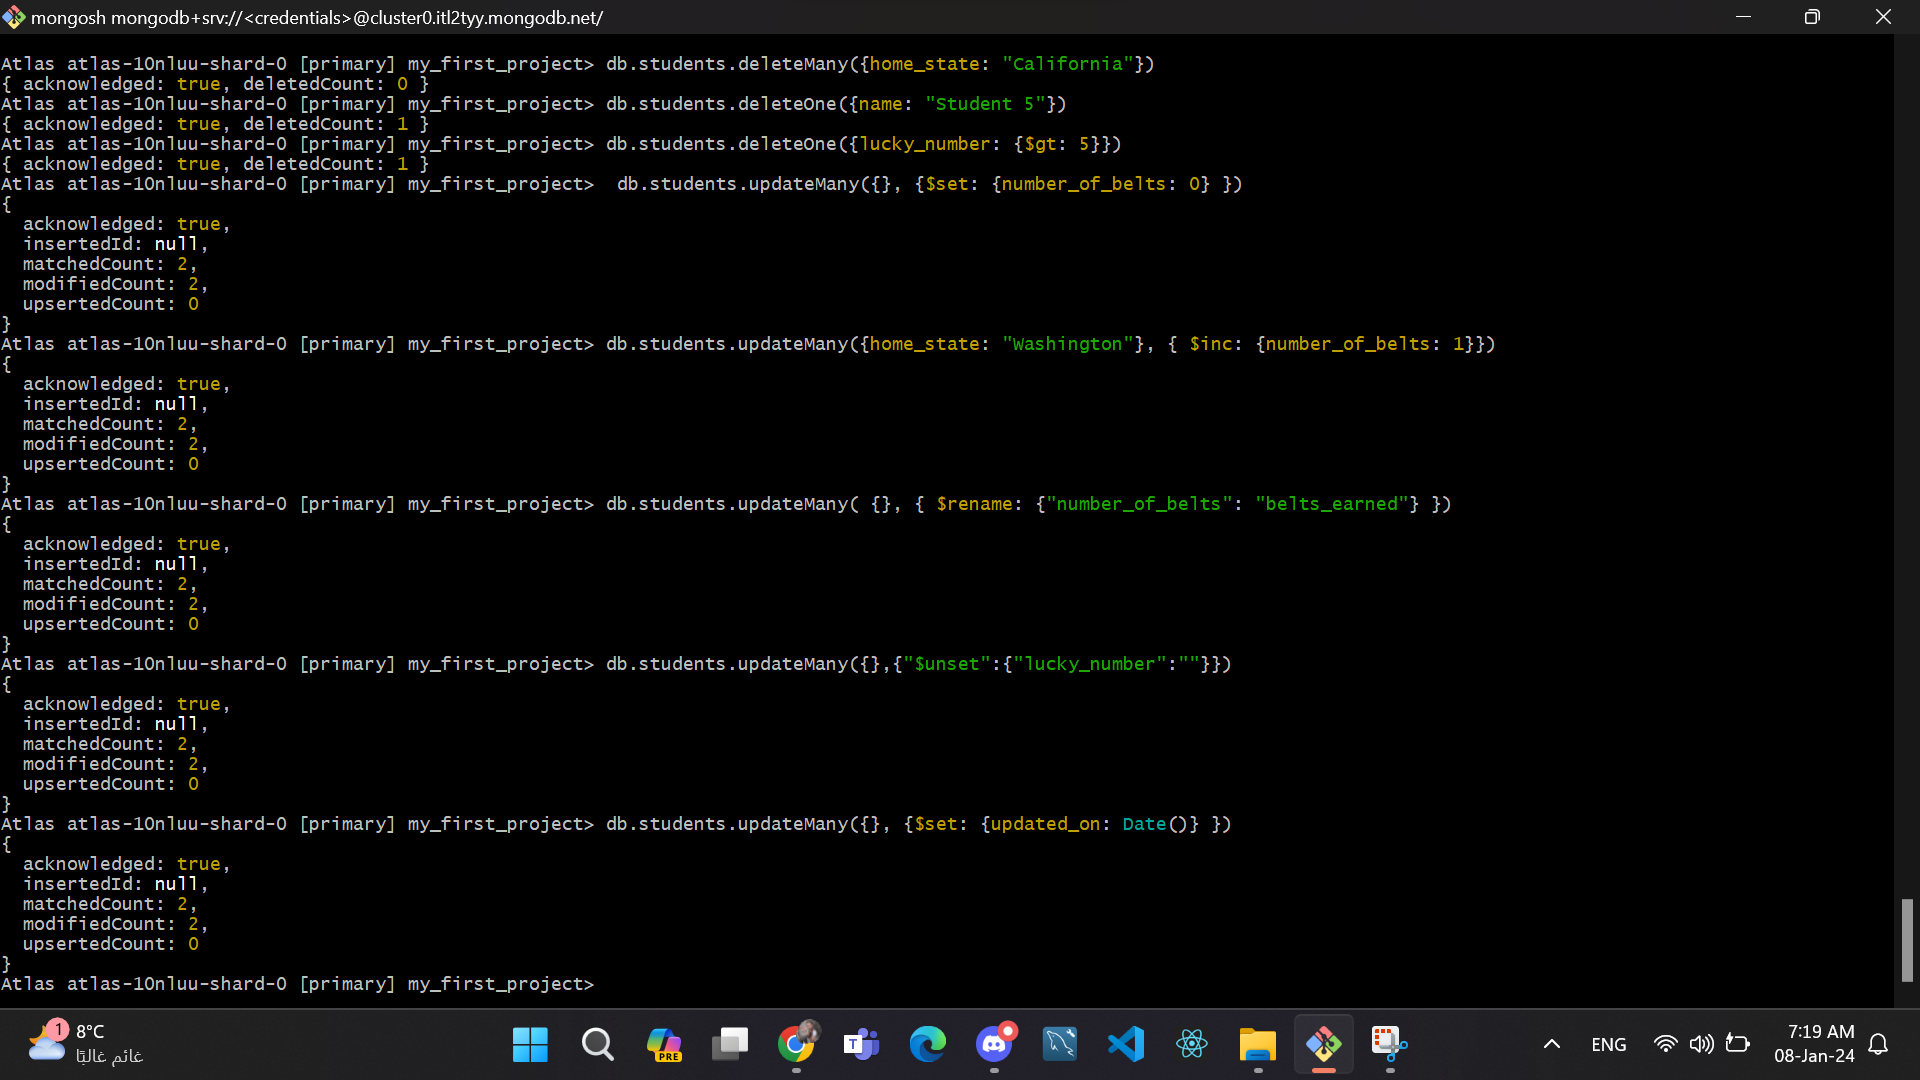 mongosh mongodb+srv://<credentials>@cluster0.itl2tyy.mongodb.net/
Atlas atlas-10nluu-shard-0 [primary] my_first_project> db.students.deleteMany({home_state: "California"})
{ acknowledged: true, deletedCount: 0 }
Atlas atlas-10nluu-shard-0 [primary] my_first_project> db.students.deleteOne({name: "Student 5"})
{ acknowledged: true, deletedCount: 1 }
Atlas atlas-10nluu-shard-0 [primary] my_first_project> db.students.deleteOne({lucky_number: {$gt: 5}})
{ acknowledged: true, deletedCount: 1 }
Atlas atlas-10nluu-shard-0 [primary] my_first_project>  db.students.updateMany({}, {$set: {number_of_belts: 0} })
{
  acknowledged: true,
  insertedId: null,
  matchedCount: 2,
  modifiedCount: 2,
  upsertedCount: 0
}
Atlas atlas-10nluu-shard-0 [primary] my_first_project> db.students.updateMany({home_state: "Washington"}, { $inc: {number_of_belts: 1}})
{
  acknowledged: true,
  insertedId: null,
  matchedCount: 2,
  modifiedCount: 2,
  upsertedCount: 0
}
Atlas atlas-10nluu-shard-0 [primary] my_first_project> db.students.updateMany( {}, { $rename: {"number_of_belts": "belts_earned"} })
{
  acknowledged: true,
  insertedId: null,
  matchedCount: 2,
  modifiedCount: 2,
  upsertedCount: 0
}
Atlas atlas-10nluu-shard-0 [primary] my_first_project> db.students.updateMany({},{"$unset":{"lucky_number":""}})
{
  acknowledged: true,
  insertedId: null,
  matchedCount: 2,
  modifiedCount: 2,
  upsertedCount: 0
}
Atlas atlas-10nluu-shard-0 [primary] my_first_project> db.students.updateMany({}, {$set: {updated_on: Date()} })
{
  acknowledged: true,
  insertedId: null,
  matchedCount: 2,
  modifiedCount: 2,
  upsertedCount: 0
}
Atlas atlas-10nluu-shard-0 [primary] my_first_project>
1
8°C
غائم غالبًا
PRE
T
ENG
7:19 AM
08-Jan-24